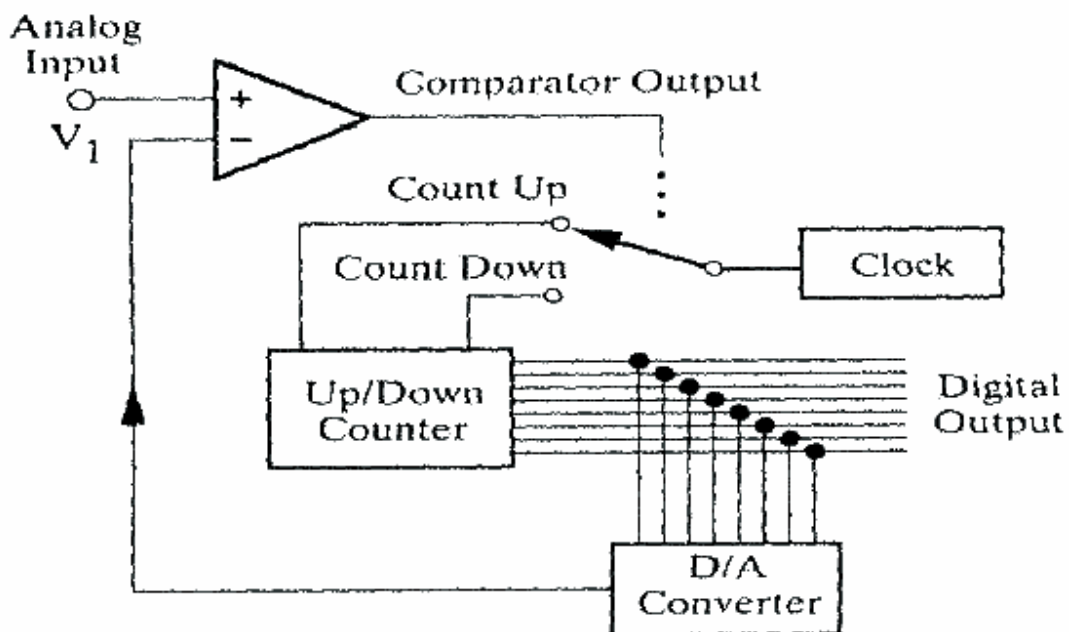 Analog
Input
+
V1
−
Comparator Output
Count Up
Count Down
Clock
Up/Down
Counter
Digital
Output
D/A
Converter